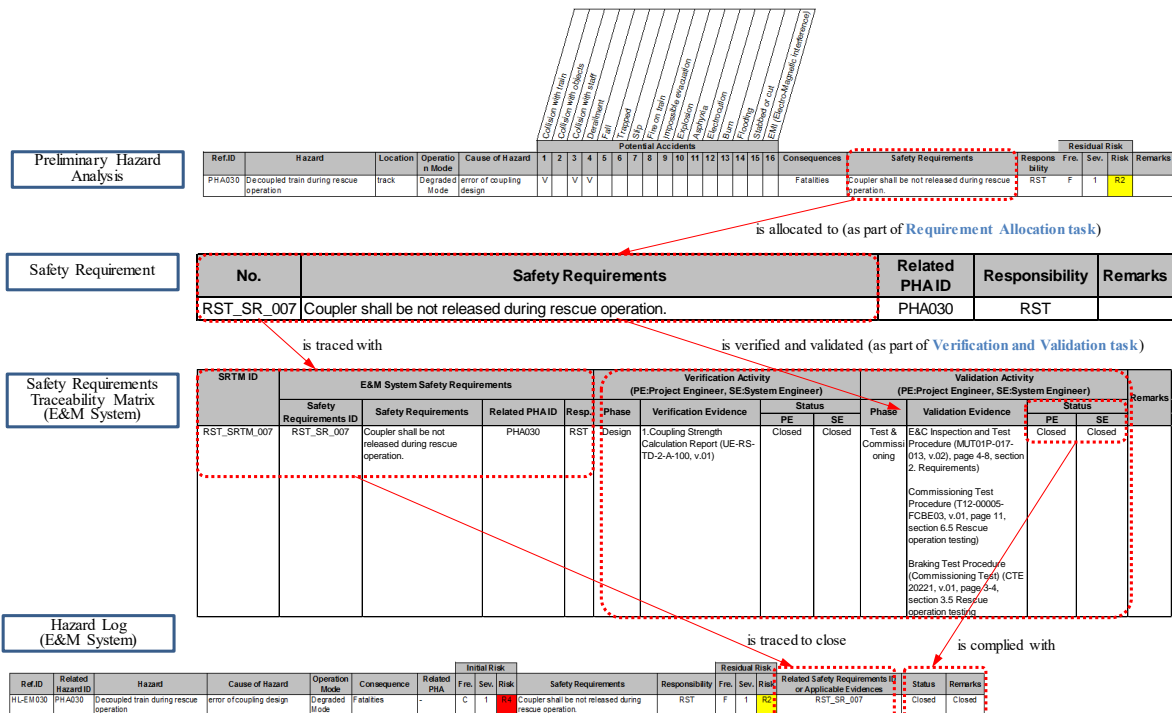 Collision with train
Collision with objects
Collision with staff
Derailment
Fall
Trapped
Slip
Fire on train
Impossible evacuation
Explosion
Asphyxia
Electrocution
Burn
Flooding
Stabbed or cut
EMI (Electro-Magnetic Interference)
Preliminary Hazard
Analysis
Potential Accidents
Residual Risk
Ref.ID Hazard Location Operatio n Mode Cause of Hazard 1 2 3 4 5 6 7 8 9 10 11 12 13 14 15 16 Consequences Safety Requirements Respons bility Fre. Sev. Risk Remarks
PHA030 Decoupled train during rescue operation track Degraded Mode error of coupling design V V V Fatalities Coupler shall be not released during rescue operation. RST F 1 R2
is allocated to (as part of Requirement Allocation task)
Safety Requirement
No. Safety Requirements Related PHA ID Responsibility Remarks
RST_SR_007 Coupler shall be not released during rescue operation. PHA030 RST
is traced with
is verified and validated (as part of Verification and Validation task)
Safety Requirements
Traceability Matrix
(E&M System)
SRTM ID E&M System Safety Requirements Verification Activity (PE:Project Engineer, SE:System Engineer) Validation Activity (PE:Project Engineer, SE:System Engineer) Remarks
Safety Requirements ID Safety Requirements Related PHA ID Resp. Phase Verification Evidence Status PE SE Phase Validation Evidence Status PE SE
RST_SRTM_007 RST_SR_007 Coupler shall be not released during rescue operation. PHA030 RST Design 1.Coupling Strength Calculation Report (UE-RS-TD-2-A-100, v.01) Closed Closed Test & Commissi oning E&C Inspection and Test Procedure (MUT01P-017-013, v.02), page 4-8, section 2. Requirements) Closed Closed
Commissioning Test
Procedure (T12-00005-
FCBE03, v.01, page 11,
section 6.5 Rescue
operation testing)
Braking Test Procedure
(Commissioning Test) (CTE
20221, v.01, page 3-4,
section 3.5 Rescue
operation testing
Hazard Log
(E&M System)
is traced to close
is complied with
Initial Risk
Residual Risk
Ref.ID Related Hazard ID Hazard Cause of Hazard Operation Mode Consequence Related PHA Fre. Sev. Risk Safety Requirements Responsibility Fre. Sev. Risk Related Safety Requirements ID or Applicable Evidences Status Remark
HL-EM030 PHA030 Decoupled train during rescue operation error of coupling design Degraded Mode Fatalities - C 1 R4 Coupler shall be not released during rescue operation. RST F 1 R2 RST_SR_007 Closed Closed